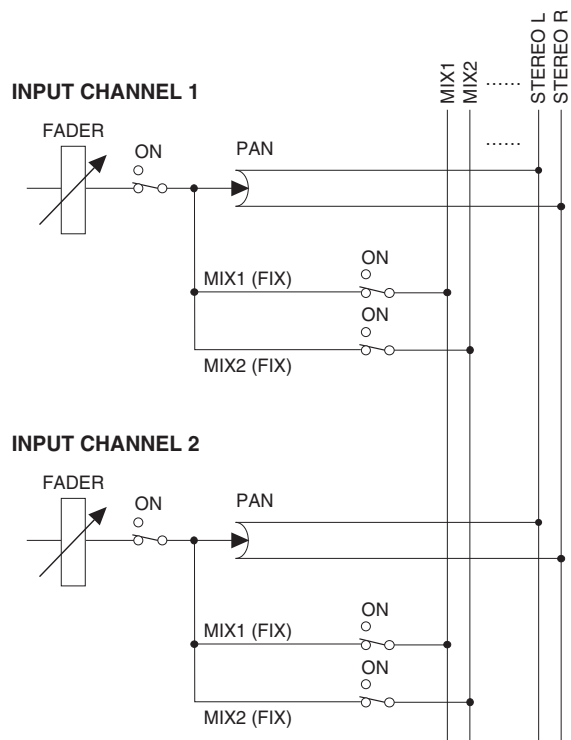 MIX1
MIX2
......
STEREO L
STEREO R
......
INPUT CHANNEL 1
FADER
ON
PAN
ON
MIX1 (FIX)
ON
MIX2 (FIX)
INPUT CHANNEL 2
FADER
ON
PAN
ON
MIX1 (FIX)
ON
MIX2 (FIX)